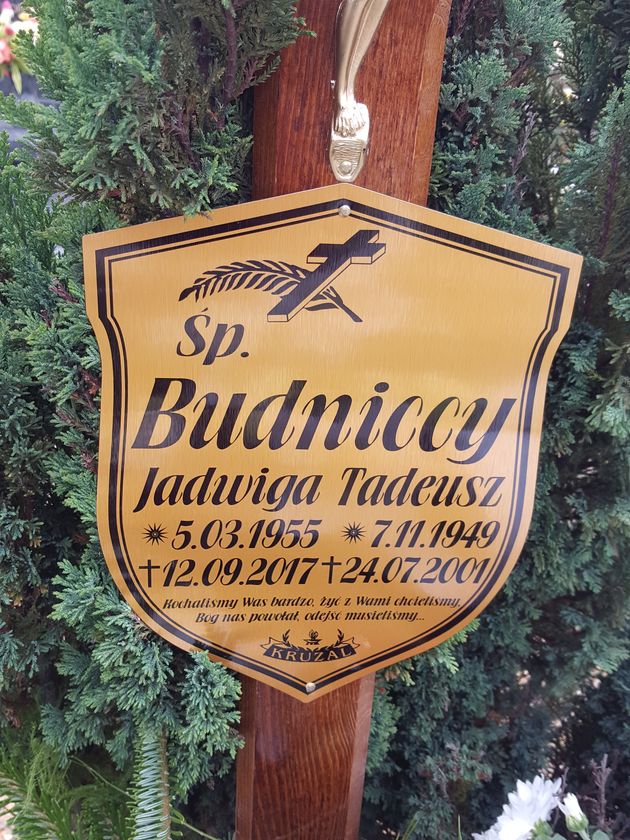 Śp.
Budniccy
Jadwiga Tadeusz
5.03.1955 7.11.1949
12.09.2017 24.07.2001
Kochaliśmy Was bardzo, żyć z Wami chcieliśmy,
Bóg nas powołał, odejść musieliśmy...
KRUŻAL